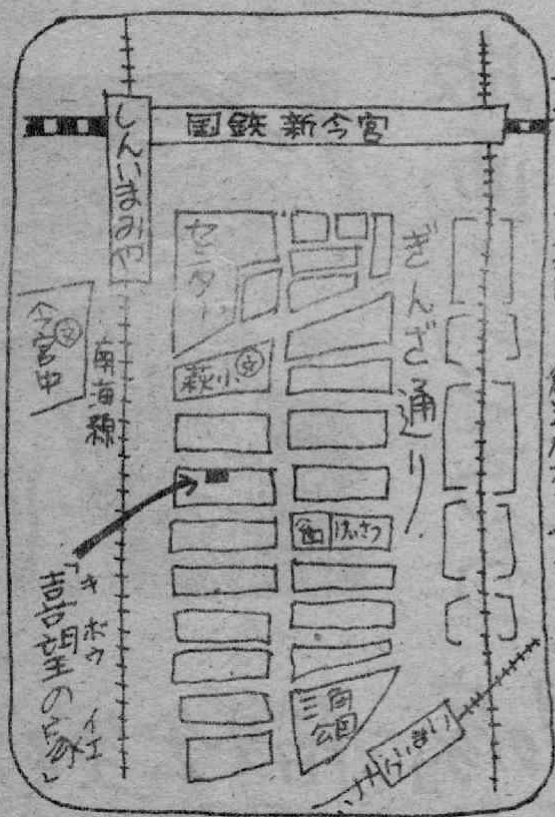 国鉄新今宮
しんいまみや
センター
ぎんざ通り
今宮中
文
南海線
萩小
文
けいさつ
「喜望の家」
キボウ
イエ
三角
公園